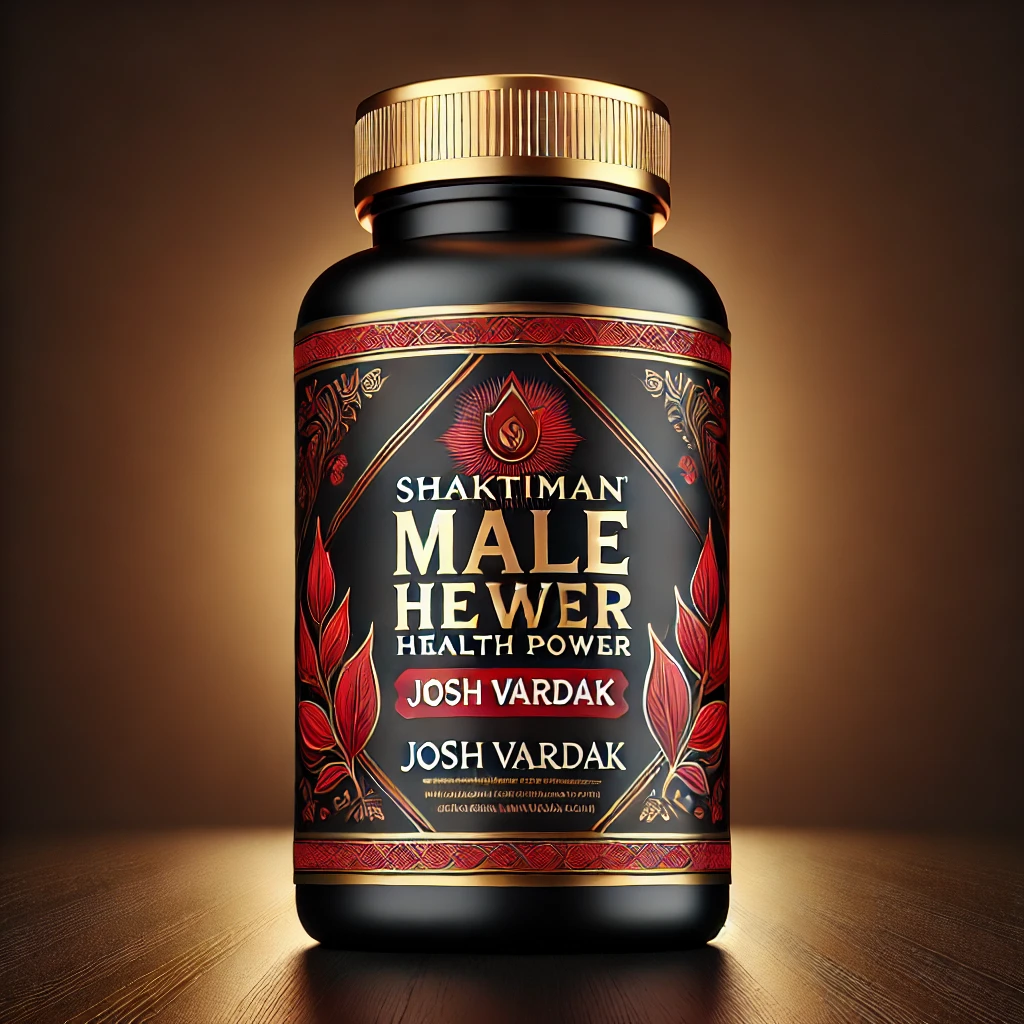 SHAKTIMAN
MALE
HEWER
HEALTH POWER
JOSH VARDAK
JOSH VARDAK